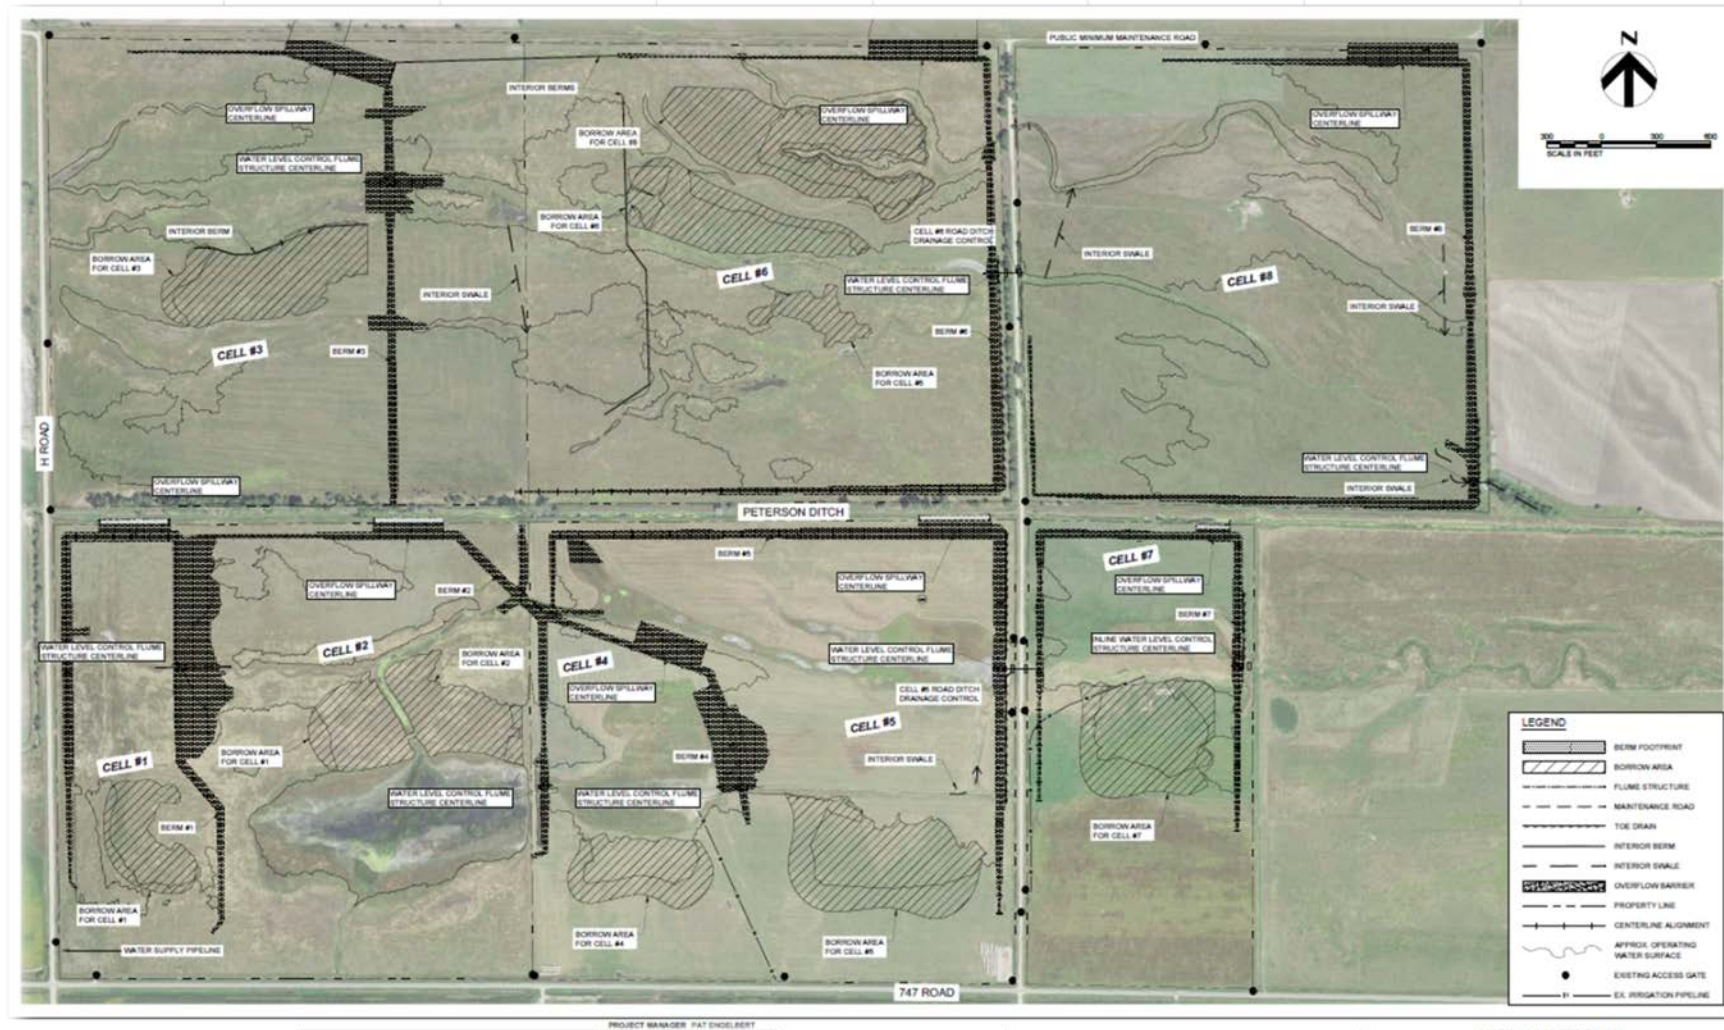 PUBLIC MINIMUM MAINTENANCE ROAD
N
300 0 300 600
SCALE IN FEET
INTERIOR BERMS
OVERFLOW SPILLWAY
CENTERLINE
OVERFLOW SPILLWAY
CENTERLINE
OVERFLOW SPILLWAY
CENTERLINE
BORROW AREA
WATER LEVEL CONTROL FLUME
STRUCTURE CENTERLINE
BORROW AREA
INTERIOR BERM
CELL #6 ROAD DITCH
DRAINAGE CONTROL
BERM #8
BORROW AREA
FOR CELL #3
INTERIOR SWALE
CELL #6
CELL #8
WATER LEVEL CONTROL FLUME
STRUCTURE CENTERLINE
INTERIOR SWALE
INTERIOR SWALE
BERM #6
CELL #3
BERM #3
BORROW AREA
H ROAD
WATER LEVEL CONTROL FLUME
STRUCTURE CENTERLINE
INTERIOR SWALE
OVERFLOW SPILLWAY
CENTERLINE
PETERSON DITCH
BERM #5
CELL #7
OVERFLOW SPILLWAY
CENTERLINE
BERM #2
OVERFLOW SPILLWAY
CENTERLINE
OVERFLOW SPILLWAY
CENTERLINE
BERM #7
WATER LEVEL CONTROL FLUME
STRUCTURE CENTERLINE
CELL #2
BORROW AREA
FOR CELL #2
CELL #4
WATER LEVEL CONTROL FLUME
STRUCTURE CENTERLINE
INLINE WATER LEVEL CONTROL
STRUCTURE CENTERLINE
OVERFLOW SPILLWAY
CENTERLINE
CELL #5 ROAD DITCH
DRAINAGE CONTROL
CELL #5
CELL #1
BORROW AREA
FOR CELL #1
BERM #4
INTERIOR SWALE
WATER LEVEL CONTROL FLUME
STRUCTURE CENTERLINE
WATER LEVEL CONTROL FLUME
STRUCTURE CENTERLINE
BERM #1
BORROW AREA
FOR CELL #7
BORROW AREA
FOR CELL #1
BORROW AREA
FOR CELL #4
BORROW AREA
FOR CELL #5
WATER SUPPLY PIPELINE
747 ROAD
LEGEND
BERM FOOTPRINT
BORROW AREA
FLUME STRUCTURE
MAINTENANCE ROAD
TOE DRAIN
INTERIOR BERM
INTERIOR SWALE
OVERFLOW BARRIER
PROPERTY LINE
CENTERLINE ALIGNMENT
APPROX. OPERATING
WATER SURFACE
EXISTING ACCESS GATE
EX. IRRIGATION PIPELINE
PROJECT MANAGER PAT ENGELBERT